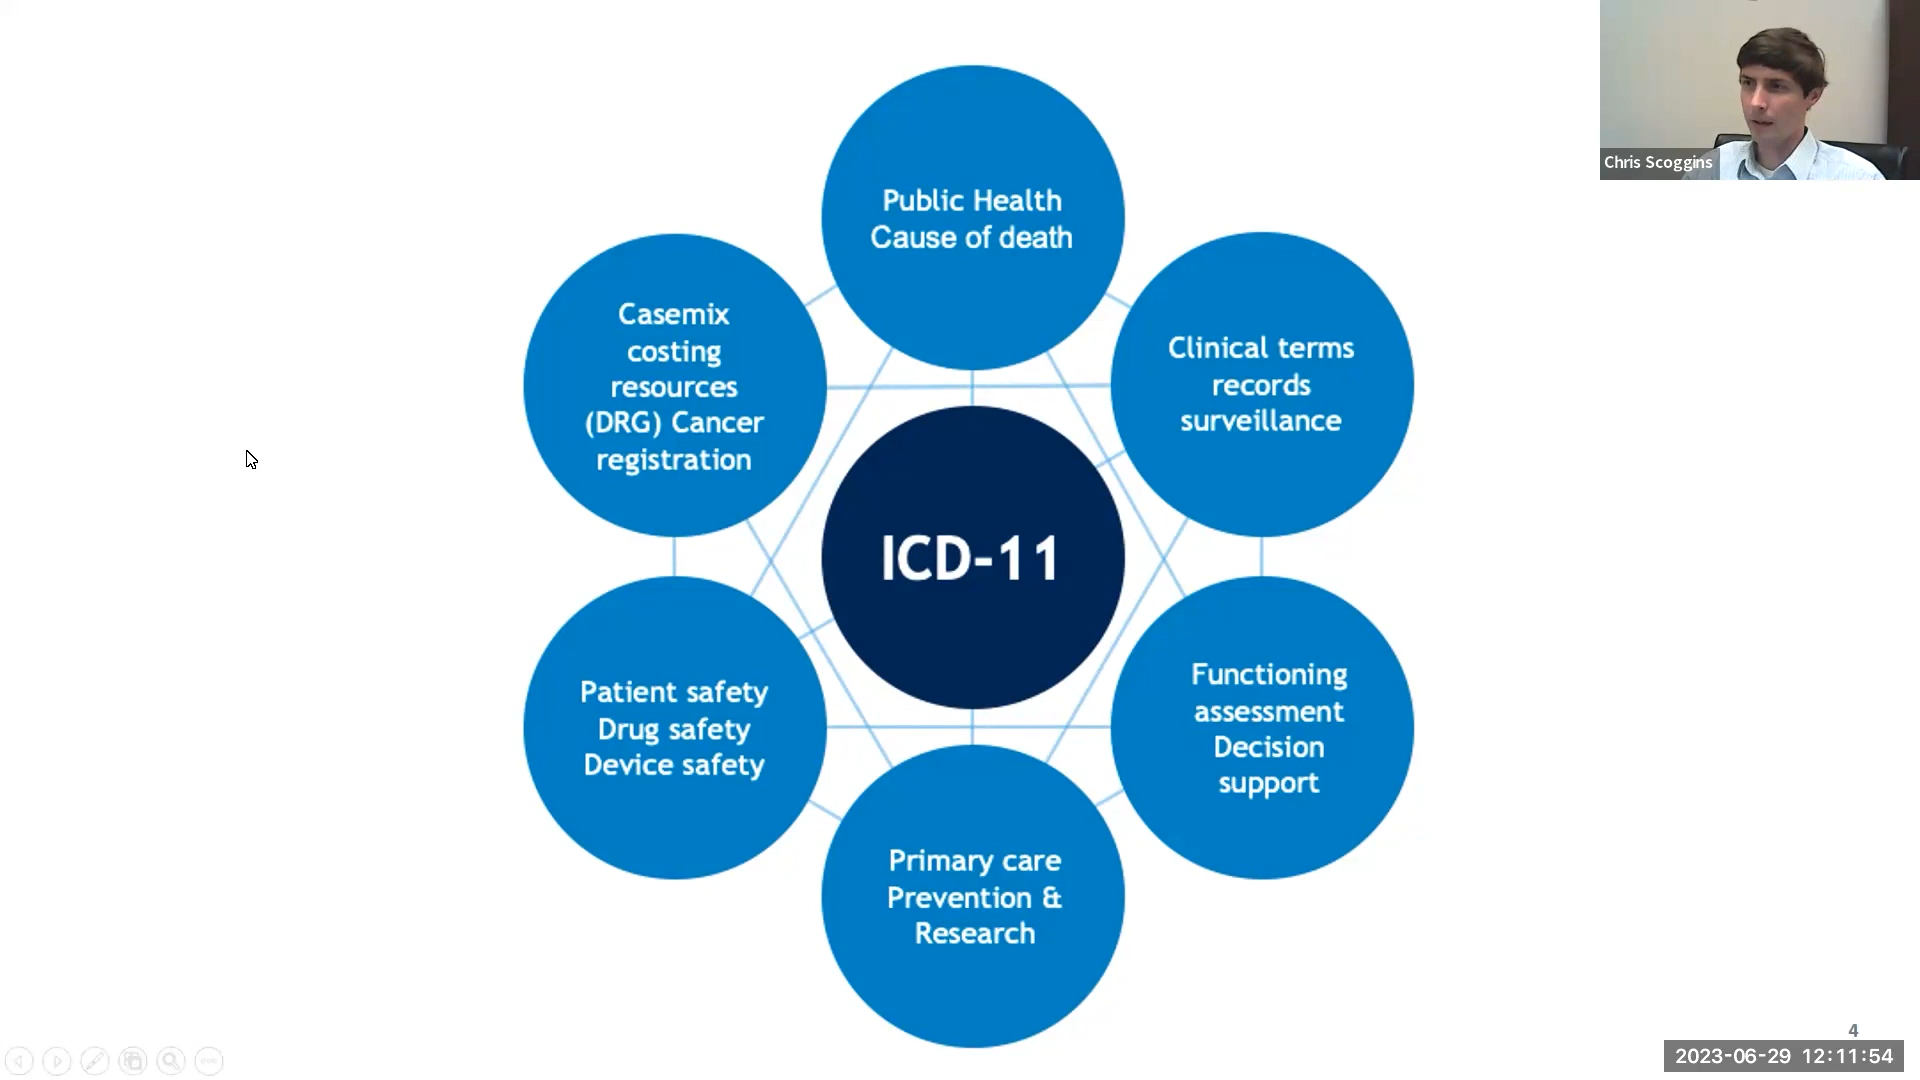 Public Health
Cause of death
Casemix
costing
resources
(DRG) Cancer
registration
Clinical terms
records
surveillance
ICD-11
Patient safety
Drug safety
Device safety
Functioning
assessment
Decision
support
Primary care
Prevention &
Research
Chris Scoggins
4
2023-06-29 12:11:54